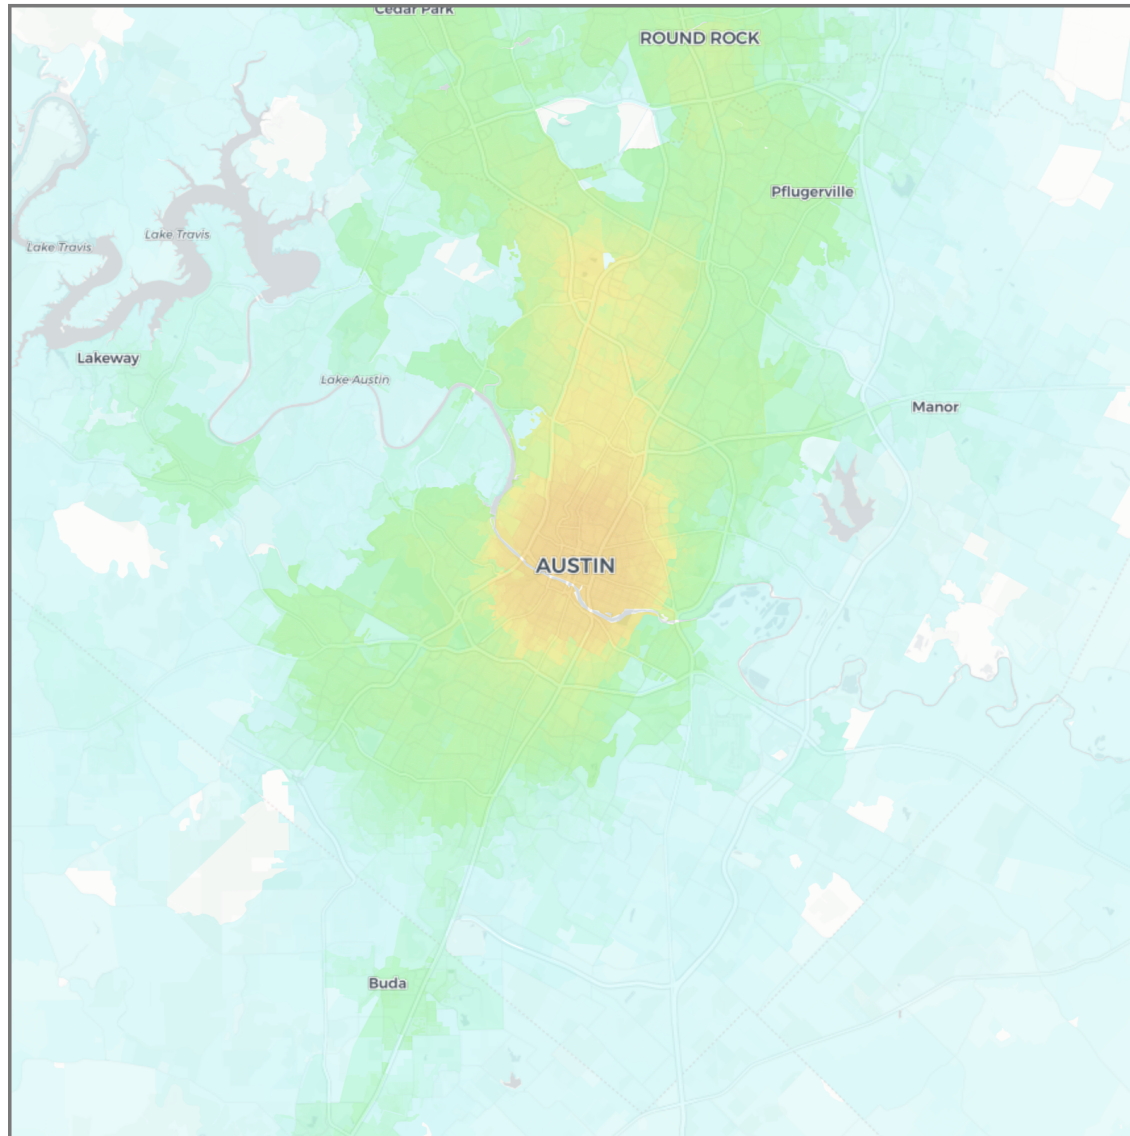 Cedar Park
ROUND ROCK
Pflugerville
Lake Travis
Lake Travis
Lakeway
Lake Austin
Manor
AUSTIN
Buda